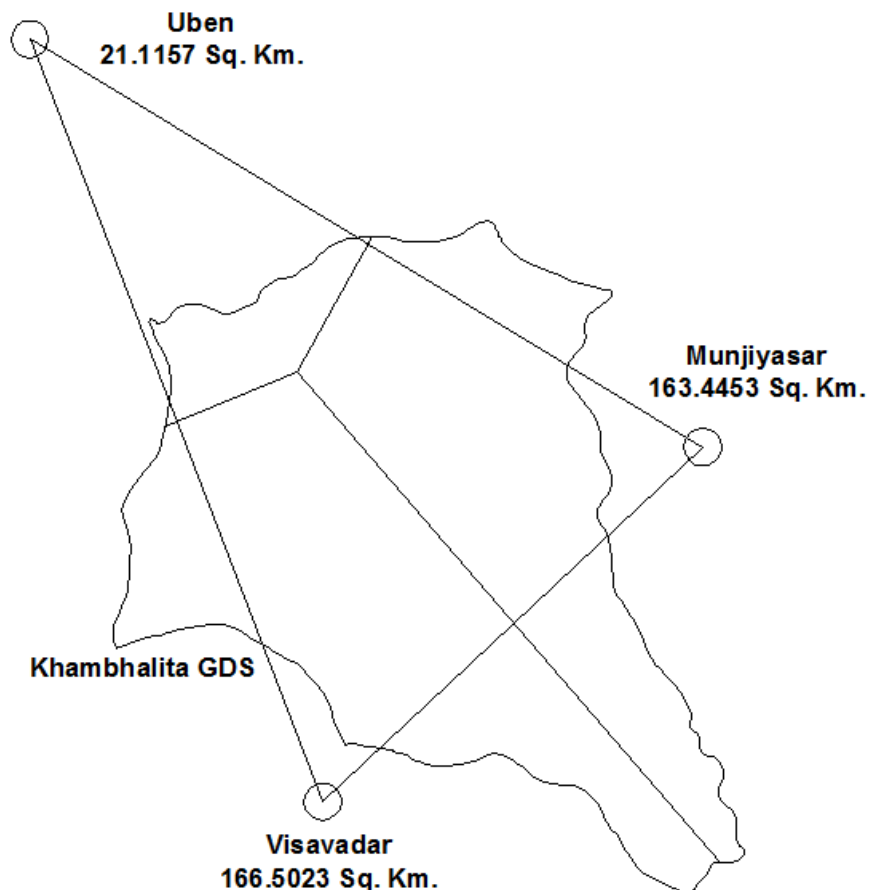 Uben
21.1157 Sq. Km.
Munjiyasar
163.4453 Sq. Km.
Khambhalita GDS
Visavadar
166.5023 Sq. Km.